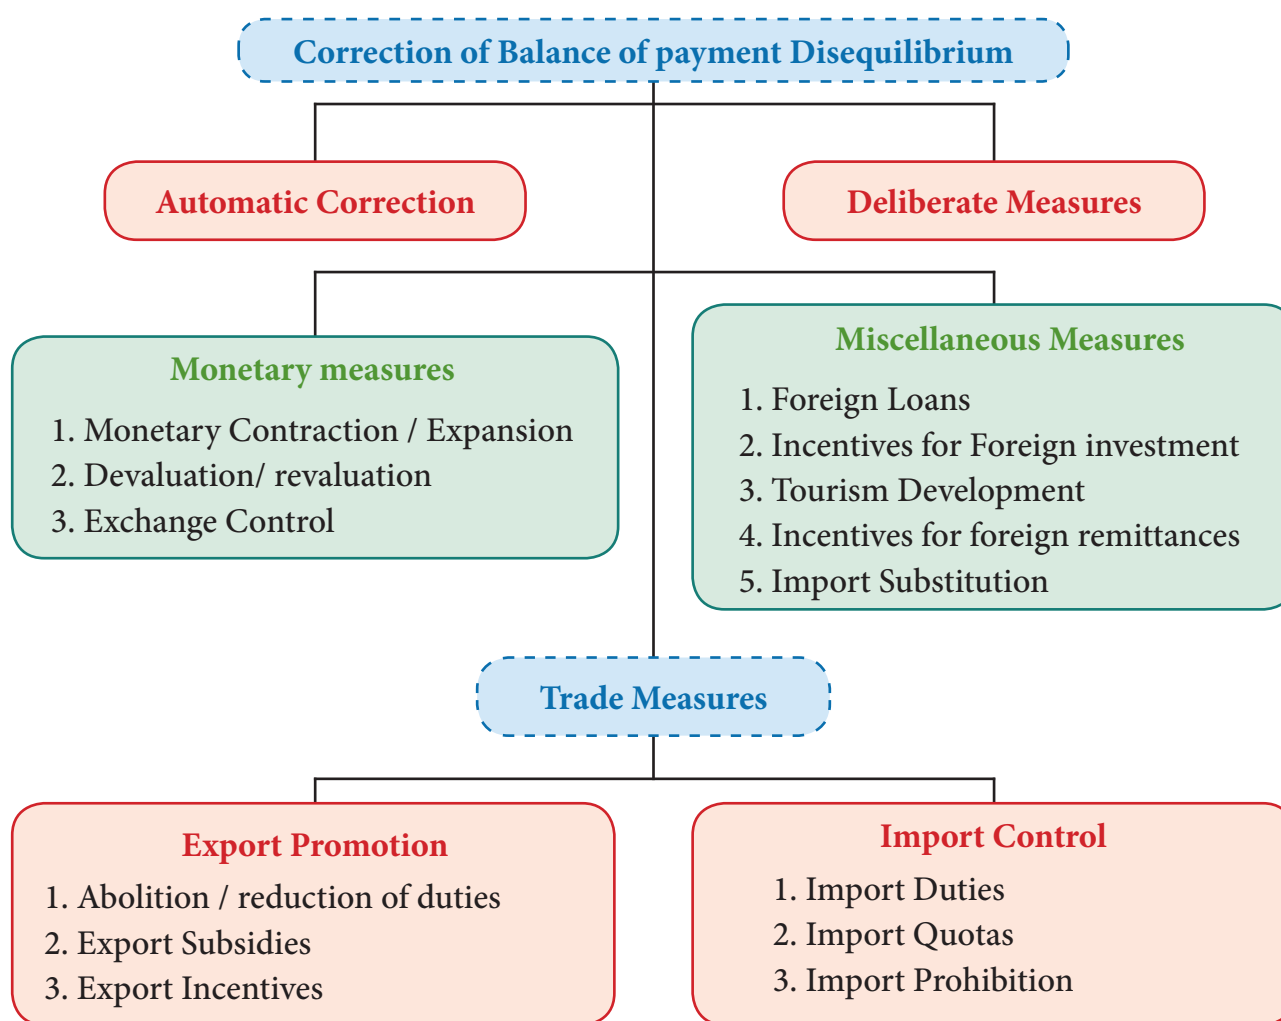 Correction of Balance of payment Disequilibrium
Automatic Correction
Deliberate Measures
Monetary measures
1. Monetary Contraction / Expansion
2. Devaluation/ revaluation
3. Exchange Control
Miscellaneous Measures
1. Foreign Loans
2. Incentives for Foreign investment
3. Tourism Development
4. Incentives for foreign remittances
5. Import Substitution
Trade Measures
Export Promotion
1. Abolition / reduction of duties
2. Export Subsidies
3. Export Incentives
Import Control
1. Import Duties
2. Import Quotas
3. Import Prohibition